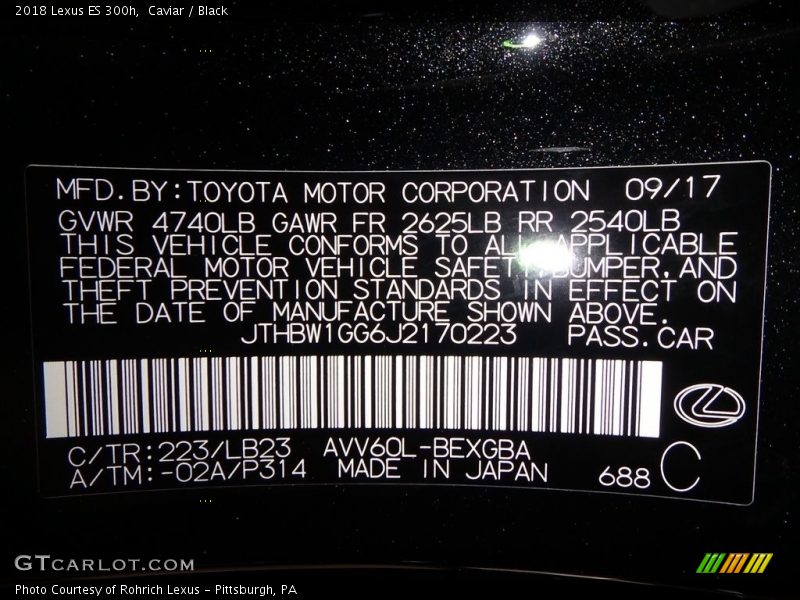 2018 Lexus ES 300h,  Caviar / Black
MFD.BY:TOYOTA MOTOR CORPORATION 09/17
GVWR 4740LB GAWR FR 2625LB RR 2540LB
THIS VEHICLE CONFORMS TO ALL APPLICABLE
FEDERAL MOTOR VEHICLE SAFETY,BUMPER,AND
THEFT PREVENTION STANDARDS IN EFFECT ON
THE DATE OF MANUFACTURE SHOWN ABOVE.
JTHBW1GG6J2170223 PASS.CAR
C/TR:223/LB23 AVV60L-BEXGBA
A/TM:-02A/P314 MADE IN JAPAN 688 C
GTCARLOT.COM
Photo Courtesy of Rohrich Lexus - Pittsburgh, PA